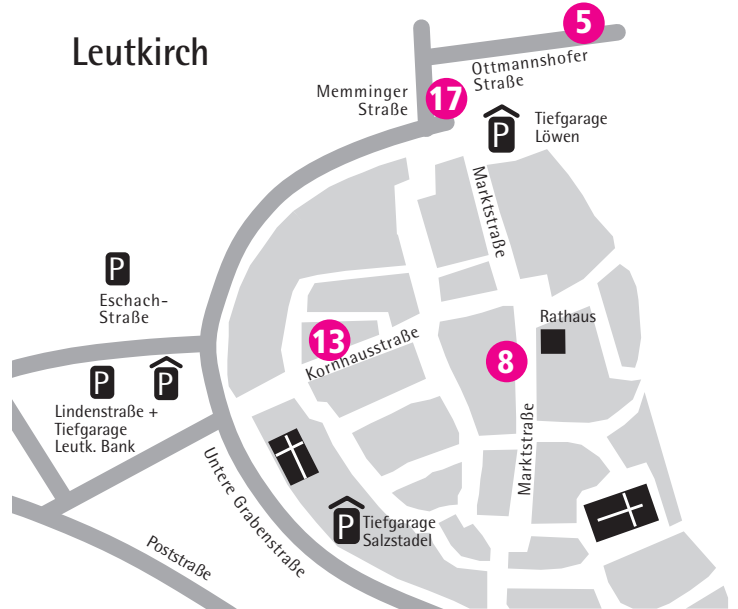 Leutkirch
5
Ottmannshofer
Straße
Memminger
Straße
17
P
Tiefgarage
Löwen
Marktstraße
P
Eschach-
Straße
Rathaus
13
Kornhausstraße
8
P
P
Lindenstraße +
Tiefgarage
Leutk. Bank
Marktstraße
Untere Grabenstraße
P
Tiefgarage
Salzstadel
Poststraße